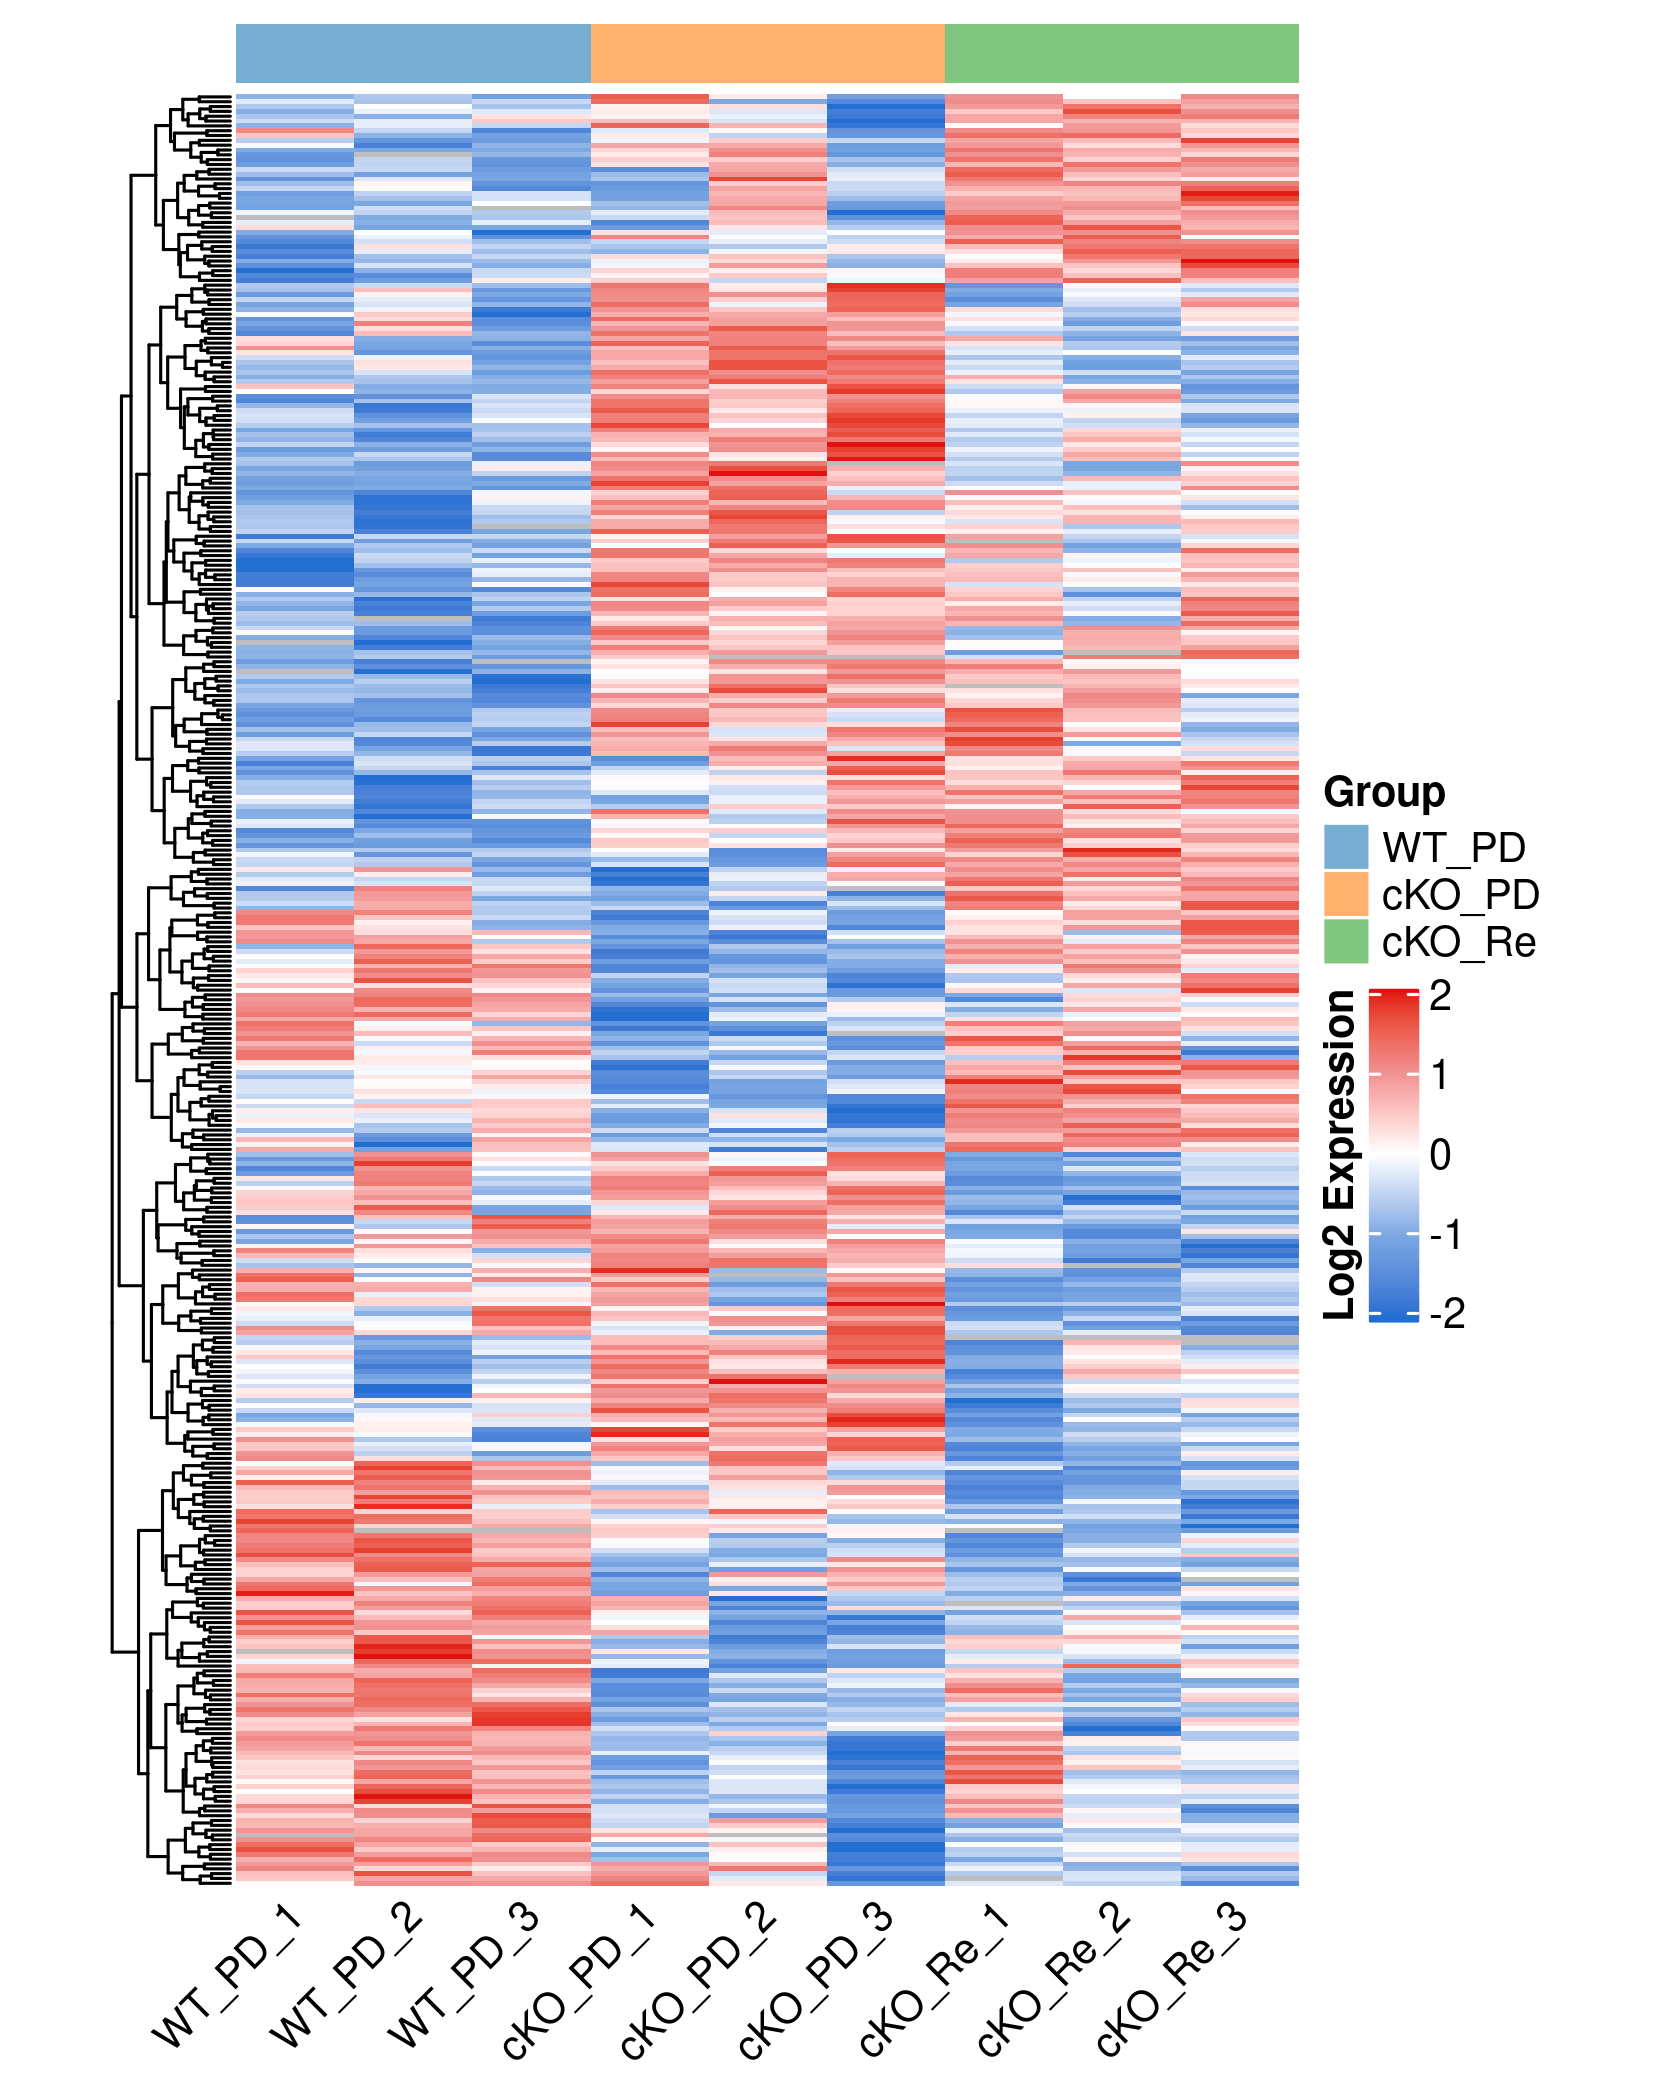 Group
WT_PD
cKO_PD
cKO_Re
Log2 Expression
2
1
0
-1
-2
WT_PD_1
WT_PD_2
WT_PD_3
cKO_PD_1
cKO_PD_2
cKO_PD_3
cKO_Re_1
cKO_Re_2
cKO_Re_3